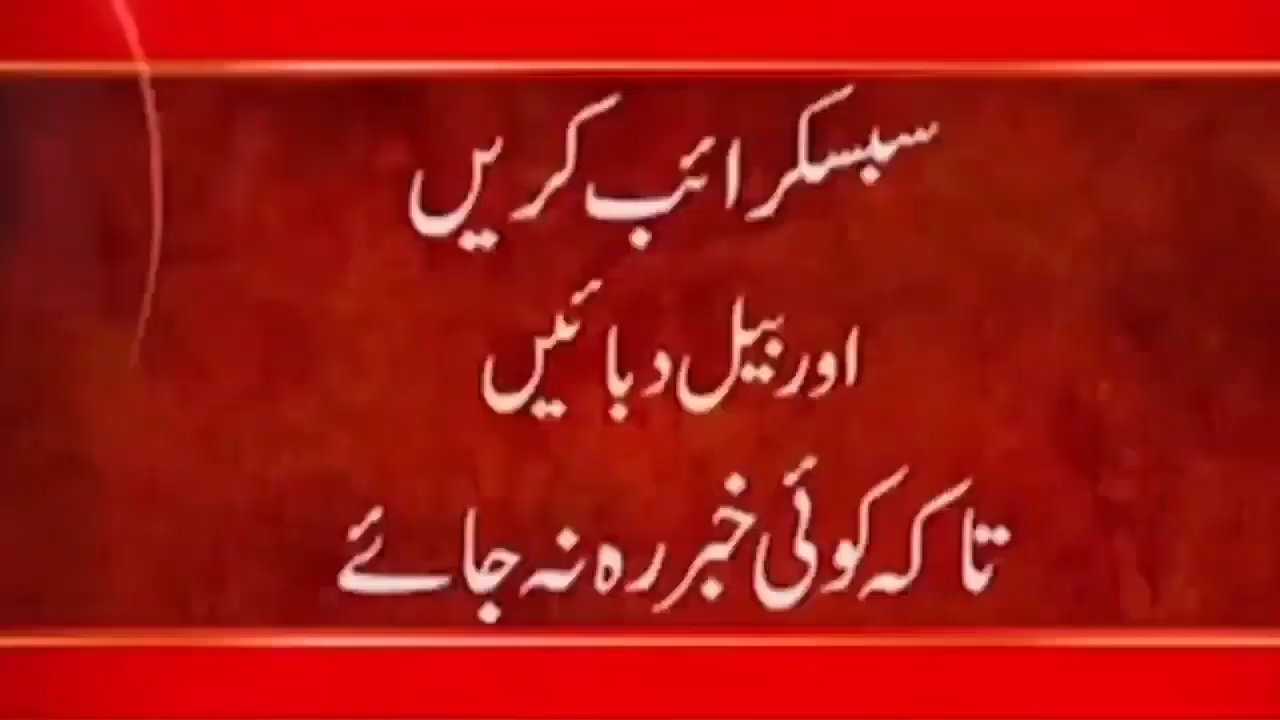 سبسکرائب کریں
اور بیل دبائیں
تاکہ کوئی خبر رہ نہ جائے